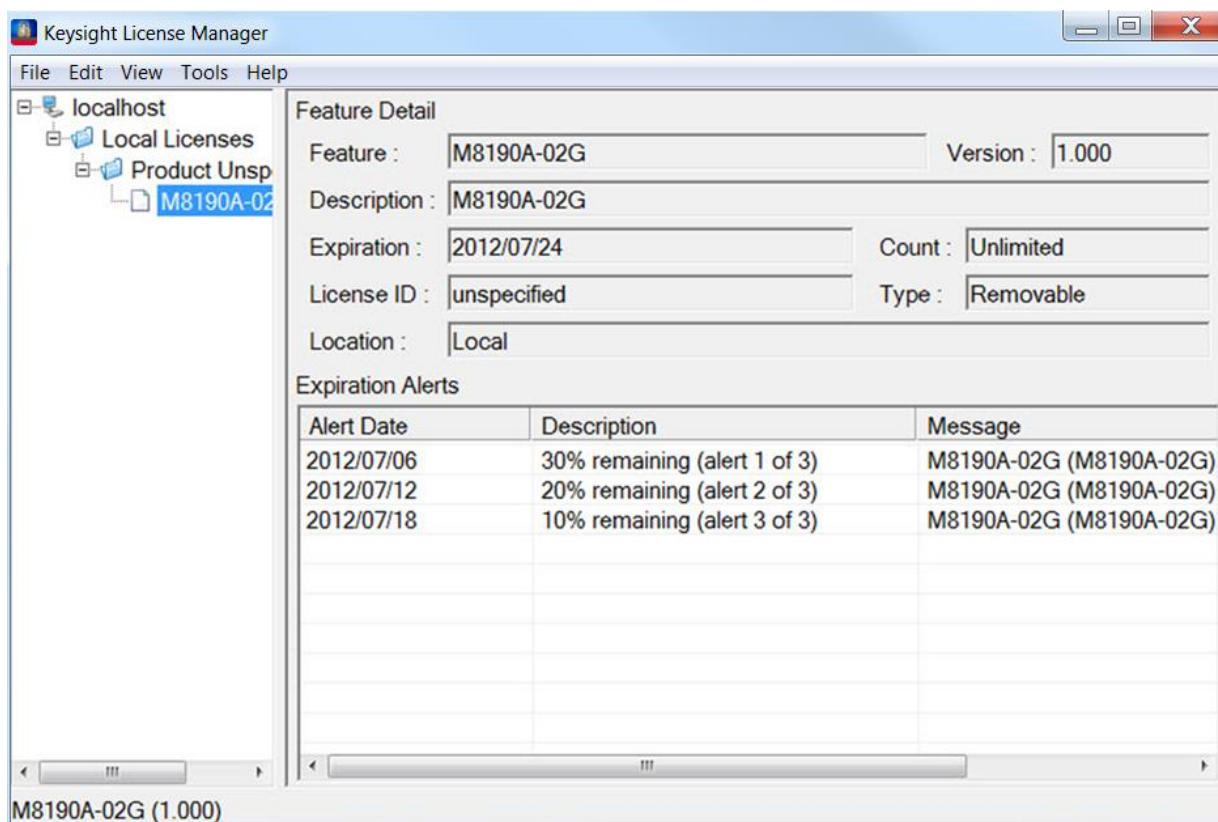 Keysight License Manager
File Edit View Tools Help
localhost
Local Licenses
Product Unsp
M8190A-02
Feature Detail
Feature : M8190A-02G Version : 1.000
Description : M8190A-02G
Expiration : 2012/07/24 Count : Unlimited
License ID : unspecified Type : Removable
Location : Local
Expiration Alerts
Alert Date Description Message
2012/07/06 30% remaining (alert 1 of 3) M8190A-02G (M8190A-02G)
2012/07/12 20% remaining (alert 2 of 3) M8190A-02G (M8190A-02G)
2012/07/18 10% remaining (alert 3 of 3) M8190A-02G (M8190A-02G)
M8190A-02G (1.000)